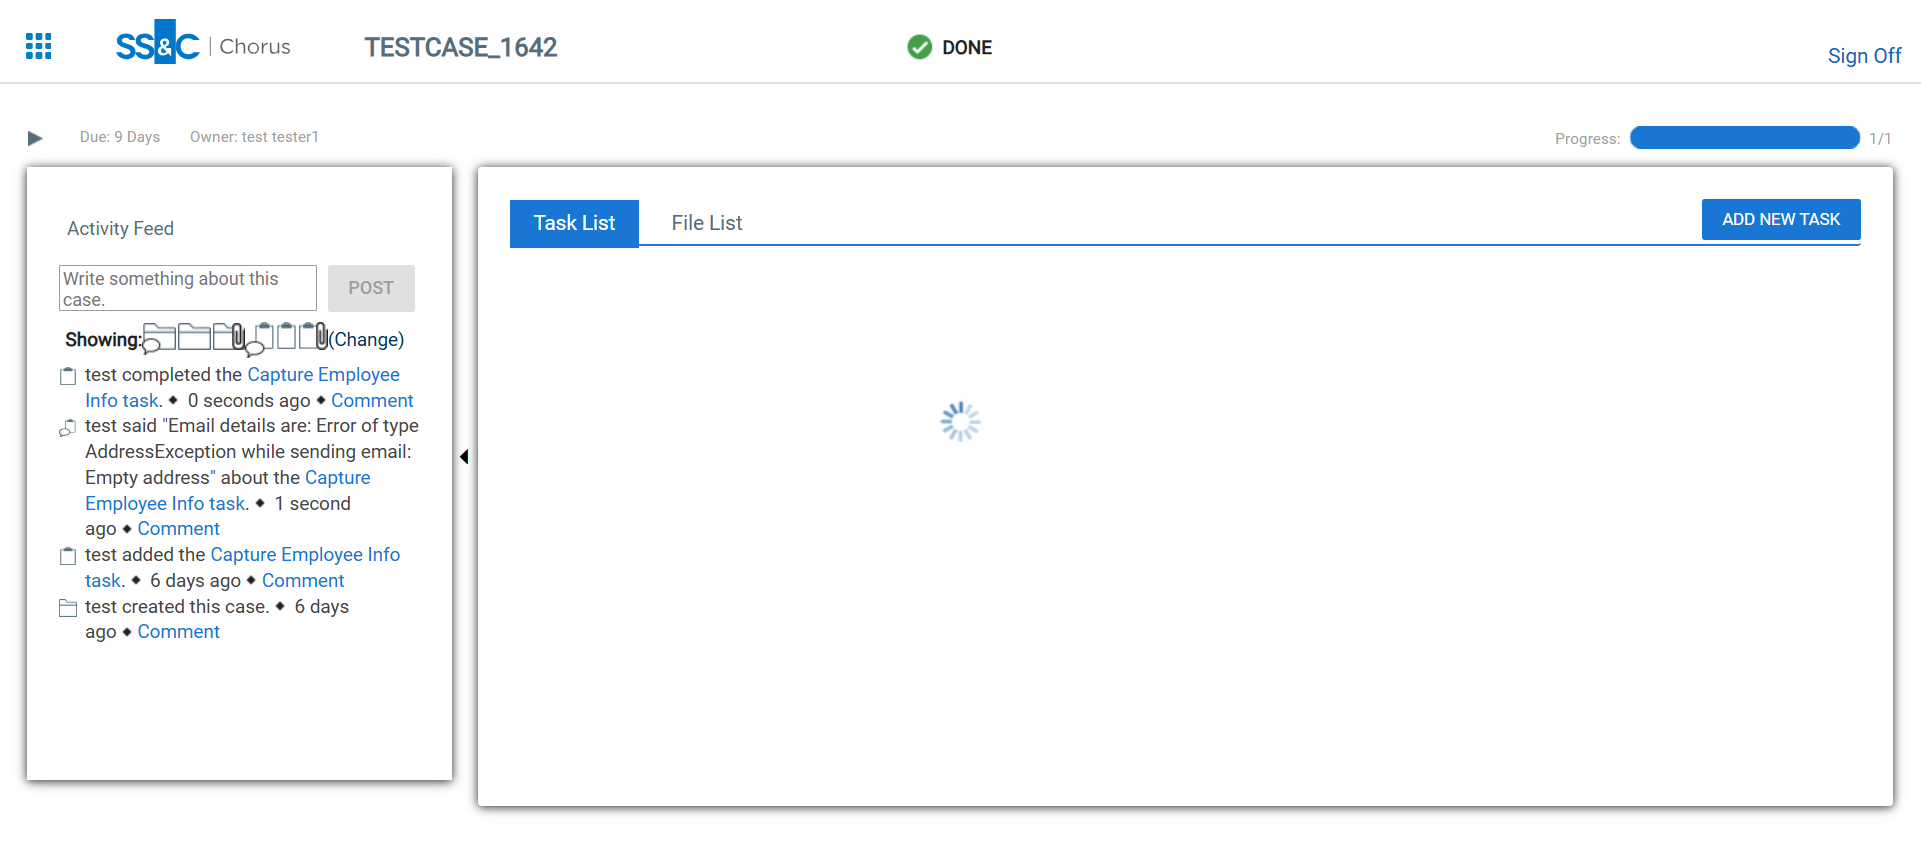 SS&C | Chorus
TESTCASE_1642
DONE
Sign Off
Due: 9 Days
Owner: test tester1
Progress:
1/1
Activity Feed
Write something about this
case.
POST
Showing:(Change)
test completed the Capture Employee
Info task. ◆ 0 seconds ago ◆ Comment
test said "Email details are: Error of type
AddressException while sending email:
Empty address" about the Capture
Employee Info task. ◆ 1 second
ago ◆ Comment
test added the Capture Employee Info
task. ◆ 6 days ago ◆ Comment
test created this case. ◆ 6 days
ago ◆ Comment
Task List
File List
ADD NEW TASK